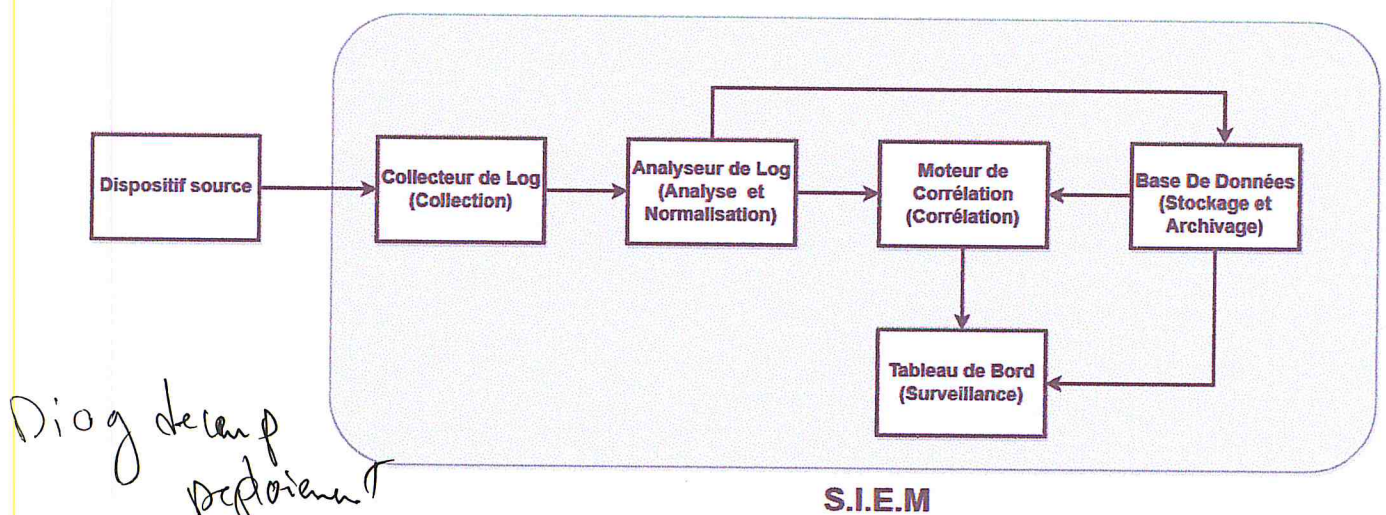 Dispositif source
Collecteur de Log
(Collection)
Analyseur de Log
(Analyse et
Normalisation)
Moteur de
Corrélation
(Corrélation)
Base De Données
(Stockage et
Archivage)
Tableau de Bord
(Surveillance)
Diag
S.I.E.M